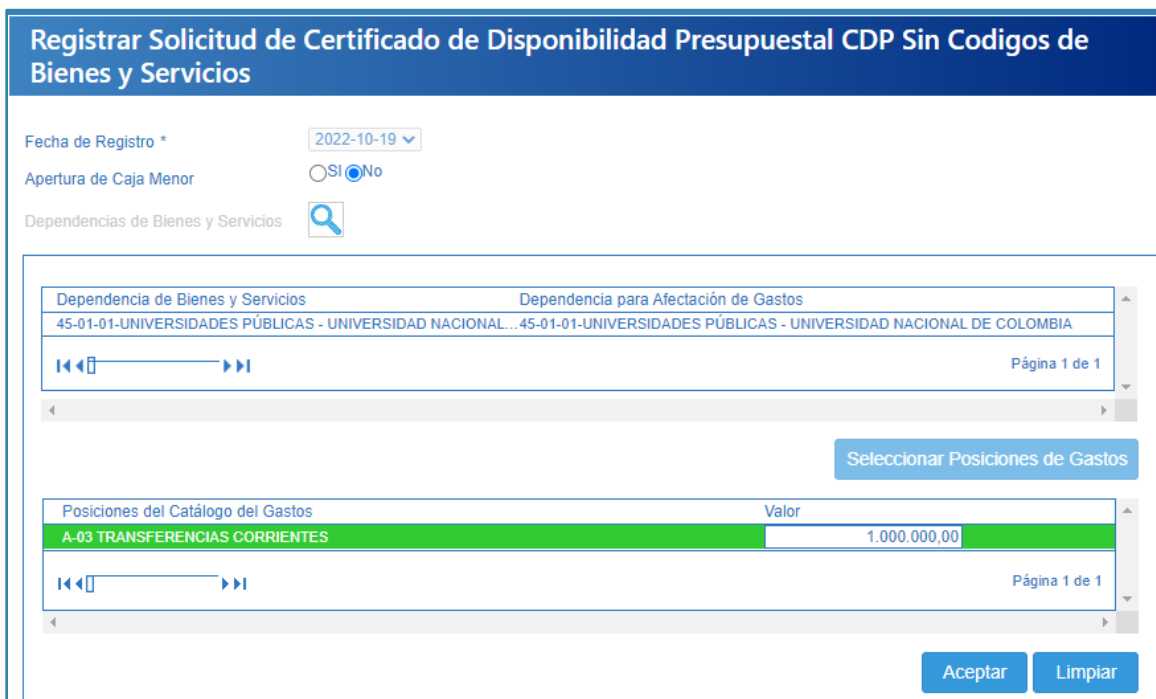 Registrar Solicitud de Certificado de Disponibilidad Presupuestal CDP Sin Codigos de
Bienes y Servicios
Fecha de Registro * 2022-10-19
Apertura de Caja Menor SI No
Dependencias de Bienes y Servicios
Dependencia de Bienes y Servicios Dependencia para Afectación de Gastos
45-01-01-UNIVERSIDADES PÚBLICAS - UNIVERSIDAD NACIONAL... 45-01-01-UNIVERSIDADES PÚBLICAS - UNIVERSIDAD NACIONAL DE COLOMBIA
Página 1 de 1
Seleccionar Posiciones de Gastos
Posiciones del Catálogo del Gastos Valor
A-03 TRANSFERENCIAS CORRIENTES 1.000.000,00
Página 1 de 1
Aceptar Limpiar